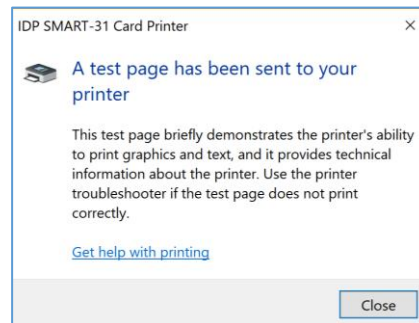 IDP SMART-31 Card Printer
A test page has been sent to your
printer
This test page briefly demonstrates the printer's ability
to print graphics and text, and it provides technical
information about the printer. Use the printer
troubleshooter if the test page does not print
correctly.
Get help with printing
Close